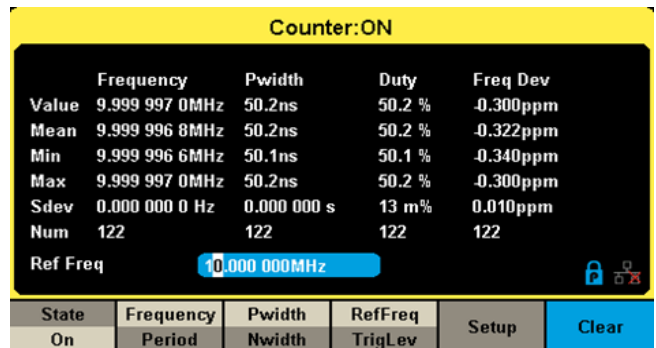 Counter:ON
Frequency Pwidth Duty Freq Dev
Value 9.999 997 0MHz 50.2ns 50.2 % -0.300ppm
Mean 9.999 996 8MHz 50.2ns 50.2 % -0.322ppm
Min 9.999 996 6MHz 50.1ns 50.1 % -0.340ppm
Max 9.999 997 0MHz 50.2ns 50.2 % -0.300ppm
Sdev 0.000 000 0 Hz 0.000 000 s 13 m% 0.010ppm
Num 122 122 122 122
Ref Freq 10.000 000MHz
P
State Frequency Pwidth RefFreq Setup Clear
On Period Nwidth TrigLev